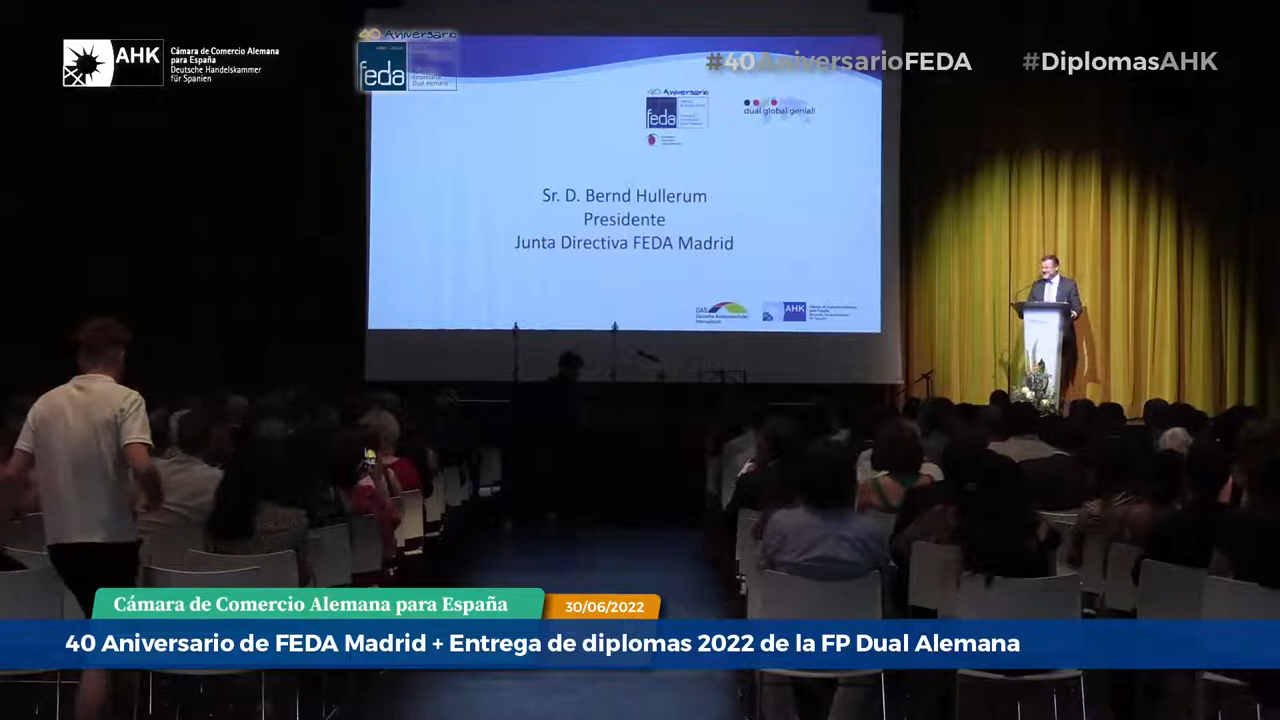 AHK
Cámara de Comercio Alemana
para España
Deutsche Handelskammer
für Spanien
40 Aniversario
feda
Dual Alemana
#40AniversarioFEDA
#DiplomasAHK
40 Aniversario
feda
dual global genial!
Sr. D. Bernd Hullerum
Presidente
Junta Directiva FEDA Madrid
AHK
Cámara de Comercio Alemana para España
30/06/2022
40 Aniversario de FEDA Madrid + Entrega de diplomas 2022 de la FP Dual Alemana